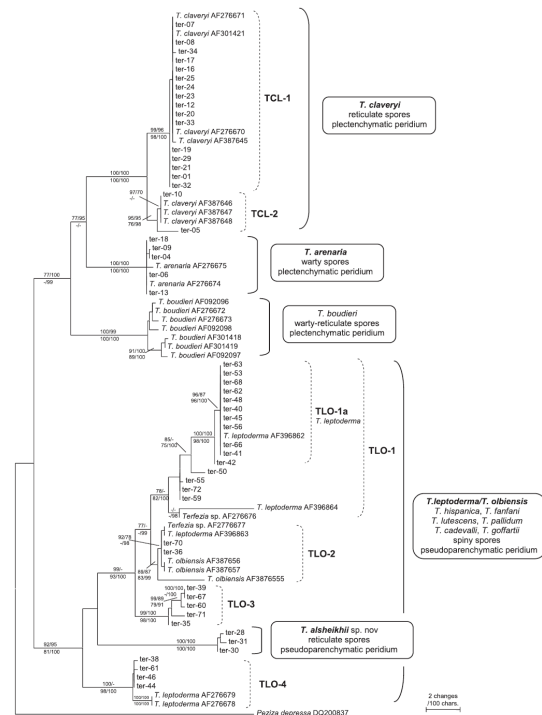 T. claveryi AF276671
ter-07
T. claveryi AF301421
ter-08
ter-34
ter-17
ter-16
ter-25
ter-24
ter-23
ter-12
ter-20
ter-33
T. claveryi AF276670
T. claveryi AF387645
ter-19
ter-29
ter-21
ter-01
ter-32
99/96
98/100
TCL-1
T. claveryi
reticulate spores
plectenchymatic peridium
100/100
100/100
97/70
-/-
ter-10
T. claveryi AF387646
T. claveryi AF387647
T. claveryi AF387648
ter-05
95/95
76/98
TCL-2
77/95
-/-
ter-18
ter-09
ter-04
T. arenaria AF276675
ter-06
T. arenaria AF276674
ter-13
100/100
100/100
T. arenaria
warty spores
plectenchymatic peridium
77/100
-/99
T. boudieri AF092096
T. boudieri AF276672
T. boudieri AF276673
T. boudieri AF092098
T. boudieri AF301418
T. boudieri AF301419
T. boudieri AF092097
100/99
100/100
91/100
89/100
T. boudieri
warty-reticulate spores
plectenchymatic peridium
ter-63
ter-53
ter-68
ter-62
ter-48
ter-40
ter-45
ter-56
T. leptoderma AF396862
ter-66
ter-41
ter-42
96/87
96/100
100/100
98/100
TLO-1a
T. leptoderma
TLO-1
85/-
75/100
ter-50
ter-55
ter-72
ter-59
T. leptoderma AF396864
Terfezia sp. AF276676
78/-
82/100
-/-
-/98
T.leptoderma/T. olbiensis
T. hispanica, T. fanfani
T. lutescens, T. pallidum
T. cadevalli, T. goffartii
spiny spores
pseudoparenchymatic peridium
77/-
-/99
Terfezia sp. AF2776677
T. leptoderma AF396863
ter-70
ter-36
T. olbiensis AF387656
T. olbiensis AF387657
T. olbiensis AF3876555
92/78
-/98
TLO-2
99/-
93/100
ter-39
ter-67
ter-60
ter-71
ter-35
100/100
-/100
99/89
79/91
99/100
98/100
TLO-3
ter-28
ter-31
ter-30
100/100
100/100
T. alsheikhii sp. nov
reticulate spores
pseudoparenchymatic peridium
92/95
81/100
ter-38
ter-61
ter-46
ter-44
T. leptoderma AF276679
T. leptoderma AF276678
100/-
98/100
100/100
100/100
TLO-4
2 changes
/100 chars.
Peziza depressa DQ200837